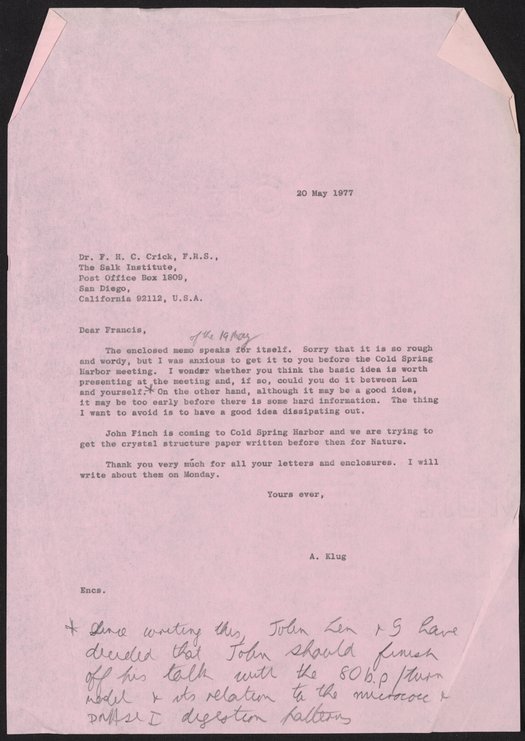 20 May 1977
Dr. F. H. C. Crick, F.R.S.,
The Salk Institute,
Post Office Box 1809,
San Diego,
California 92112, U.S.A.
Dear Francis,
of the 19 May
The enclosed memo speaks for itself. Sorry that it is so rough
and wordy, but I was anxious to get it to you before the Cold Spring
Harbor meeting. I wonder whether you think the basic idea is worth
presenting at the meeting and, if so, could you do it between Len
and yourself.* On the other hand, although it may be a good idea,
it may be too early before there is some hard information. The thing
I want to avoid is to have a good idea dissipating out.
John Finch is coming to Cold Spring Harbor and we are trying to
get the crystal structure paper written before then for Nature.
Thank you very much for all your letters and enclosures. I will
write about them on Monday.
Yours ever,
A. Klug
Encs.
* Since writing this, John Len & I have
decided that John should finish
off his talk with the 80 b.p/turn
model & its relation to the micrococc &
DNAse I digestion patterns